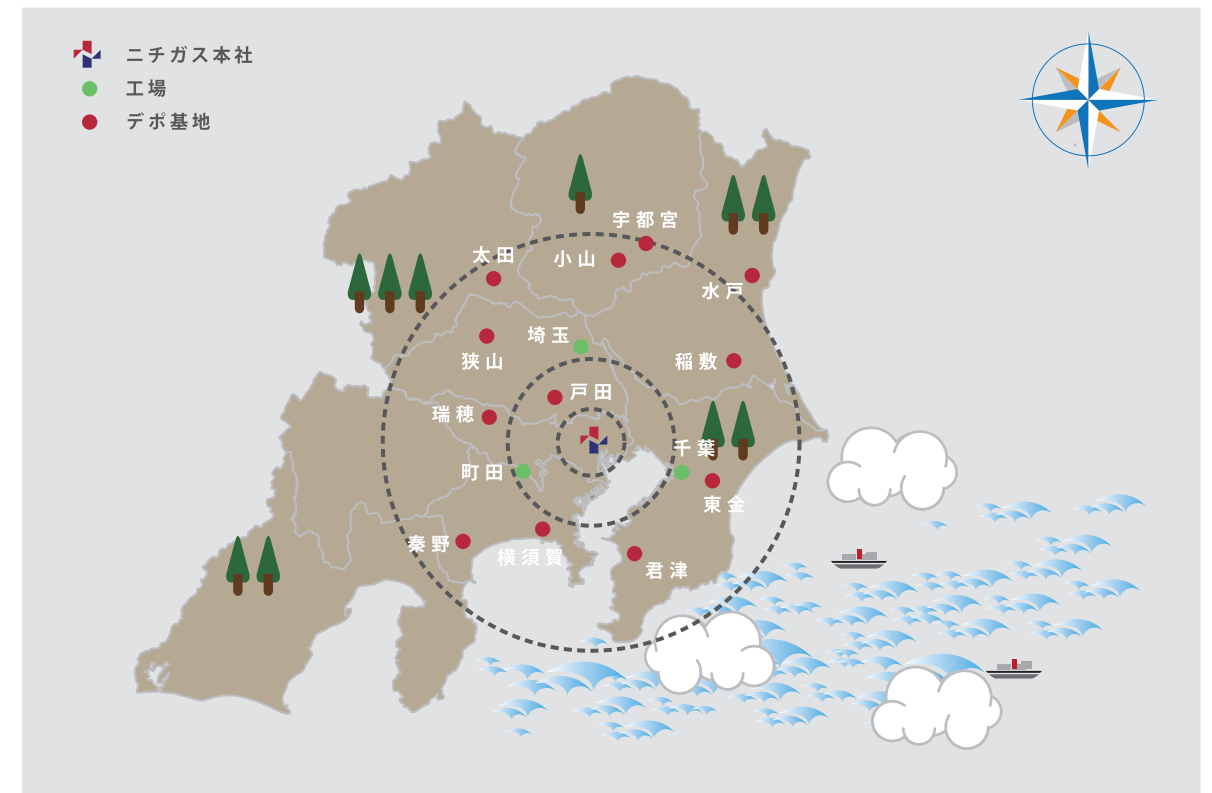 ニチガス本社
工場
デポ基地
宇都宮
太田
小山
水戸
埼玉
狭山
稲敷
戸田
瑞穂
千葉
町田
東金
秦野
横須賀
君津